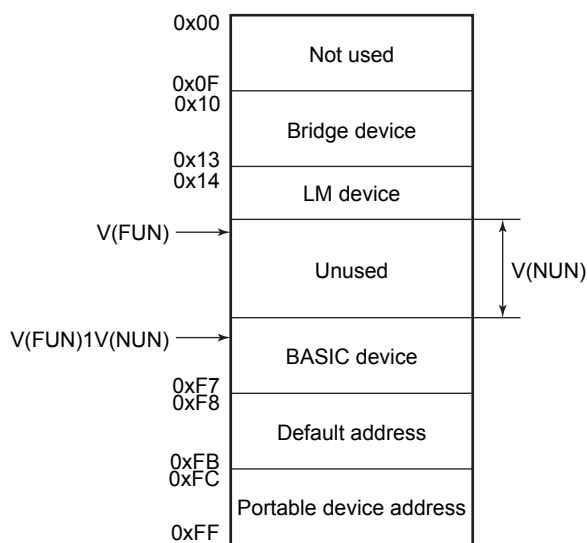 0x00
Not used
0x0F
0x10
Bridge device
0x13
0x14
LM device
V(FUN)
Unused
V(NUN)
V(FUN)1V(NUN)
BASIC device
0xF7
0xF8
Default address
0xFB
0xFC
Portable device address
0xFF